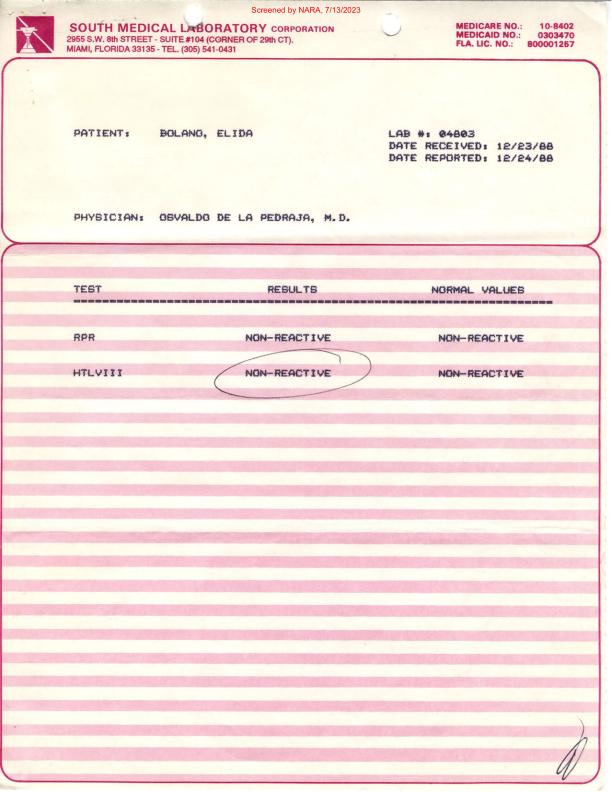 Screened by NARA, 7/13/2023
SOUTH MEDICAL LABORATORY CORPORATION
2955 S.W. 8th STREET - SUITE #104 (CORNER OF 29th CT).
MIAMI, FLORIDA 33135 - TEL. (305) 541-0431
MEDICARE NO.: 10-8402
MEDICAID NO.: 0303470
FLA. LIC. NO.: 800001257
PATIENT: BOLANO, ELIDA
LAB #: 04803
DATE RECEIVED: 12/23/88
DATE REPORTED: 12/24/88
PHYSICIAN: OSVALDO DE LA PEDRAJA, M.D.
TEST RESULTS NORMAL VALUES
RPR NON-REACTIVE NON-REACTIVE
HTLVIII NON-REACTIVE NON-REACTIVE